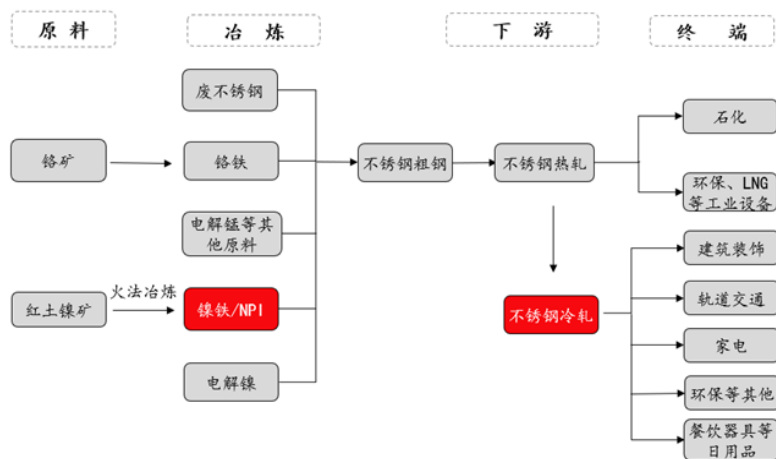 原料
冶炼
下游
终端
废不锈钢
铬矿
铬铁
不锈钢粗钢
不锈钢热轧
石化
环保、LNG
等工业设备
电解锰等其
他原料
建筑装饰
红土镍矿
火法冶炼
镍铁/NPI
不锈钢冷轧
轨道交通
家电
电解镍
环保等其他
餐饮器具等
日用品